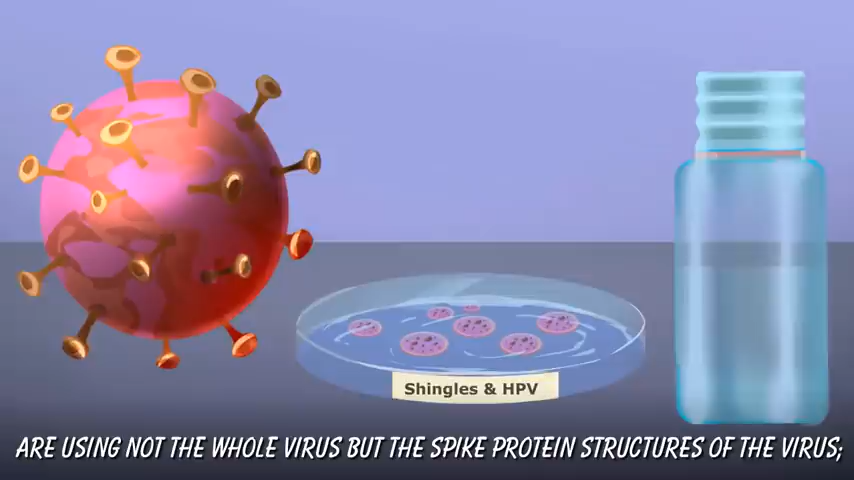 Shingles & HPV
ARE USING NOT THE WHOLE VIRUS BUT THE SPIKE PROTEIN STRUCTURES OF THE VIRUS;